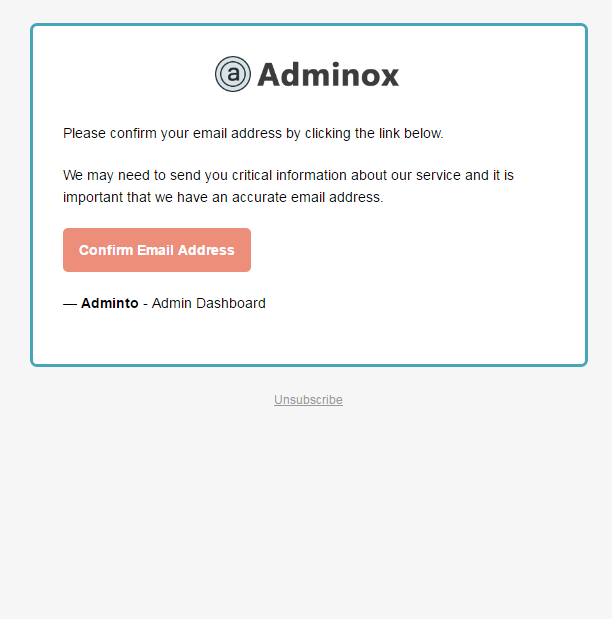 a Adminox
Please confirm your email address by clicking the link below.
We may need to send you critical information about our service and it is
important that we have an accurate email address.
Confirm Email Address
— Adminto - Admin Dashboard
Unsubscribe